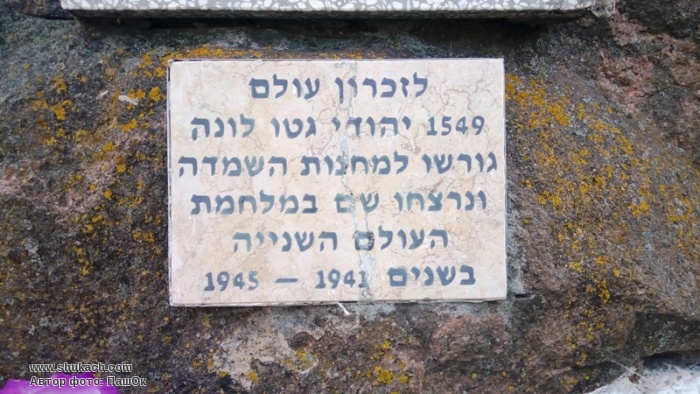 לזכרון עולם
1549 יהודי גטו לונה
גורשו למחנות השמדה
ונרצחו שם במלחמת
העולם השנייה
בשנים 1941 — 1945
www.shukach.com
Автор фото: ПашОк